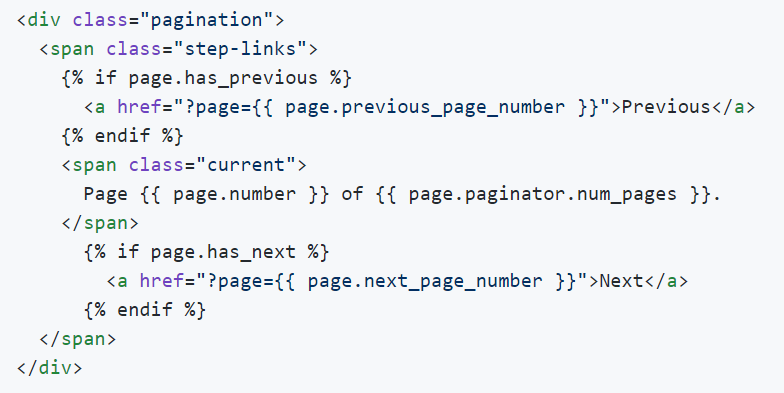 <div class="pagination">
  <span class="step-links">
    {% if page.has_previous %}
      <a href="?page={{ page.previous_page_number }}">Previous</a>
    {% endif %}
    <span class="current">
      Page {{ page.number }} of {{ page.paginator.num_pages }}.
    </span>
      {% if page.has_next %}
        <a href="?page={{ page.next_page_number }}">Next</a>
      {% endif %}
  </span>
</div>